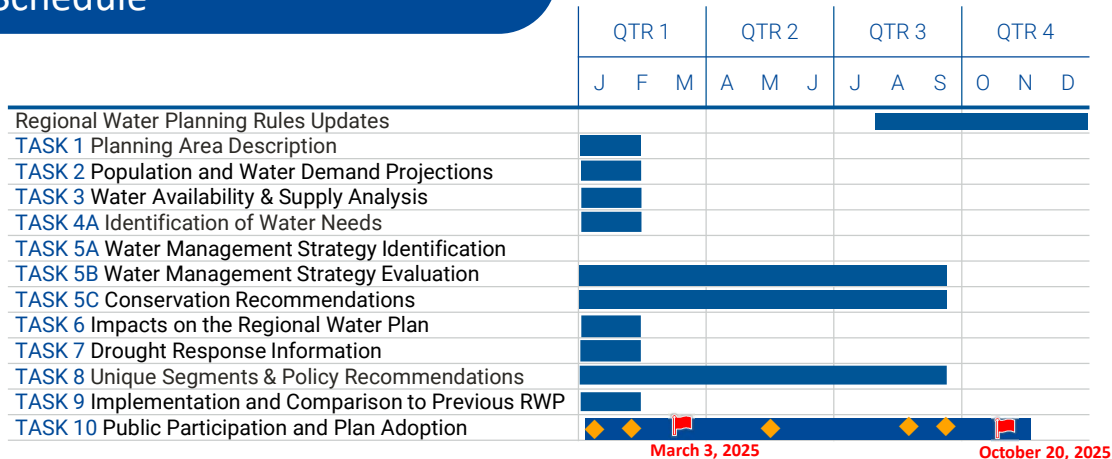 Schedule
QTR 1 QTR 2 QTR 3 QTR 4
J F M A M J J A S O N D
Regional Water Planning Rules Updates
TASK 1 Planning Area Description
TASK 2 Population and Water Demand Projections
TASK 3 Water Availability & Supply Analysis
TASK 4A Identification of Water Needs
TASK 5A Water Management Strategy Identification
TASK 5B Water Management Strategy Evaluation
TASK 5C Conservation Recommendations
TASK 6 Impacts on the Regional Water Plan
TASK 7 Drought Response Information
TASK 8 Unique Segments & Policy Recommendations
TASK 9 Implementation and Comparison to Previous RWP
TASK 10 Public Participation and Plan Adoption
March 3, 2025 October 20, 2025